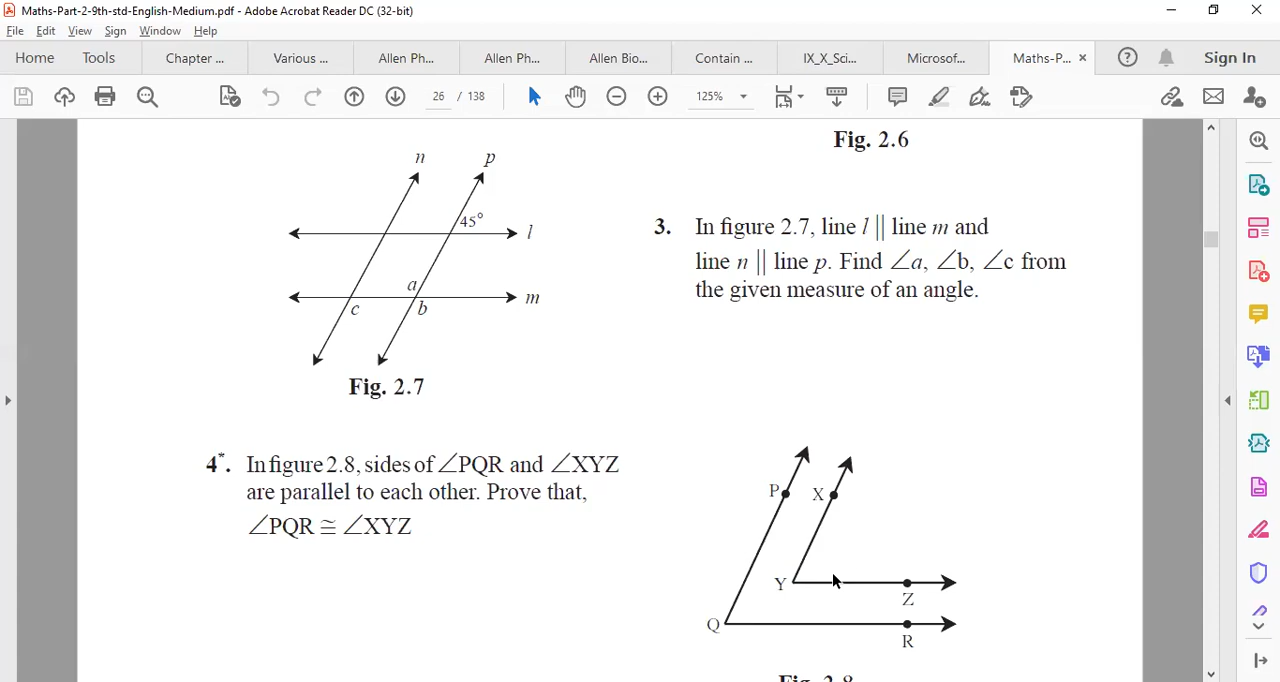 Maths-Part-2-9th-std-English-Medium.pdf - Adobe Acrobat Reader DC (32-bit)
File Edit View Sign Window Help
Home Tools Chapter ... Various ... Allen Ph... Allen Ph... Allen Bio... Contain ... IX_X_Sci... Microsof... Maths-P... Sign In
26 / 138 125%
Fig. 2.6
n p
45° l
a m
c b
Fig. 2.7
3. In figure 2.7, line l || line m and
line n || line p. Find ∠a, ∠b, ∠c from
the given measure of an angle.
4*. In figure 2.8, sides of ∠PQR and ∠XYZ
are parallel to each other. Prove that,
∠PQR ≅ ∠XYZ
P X
Y Z
Q R
Fig. 2.8